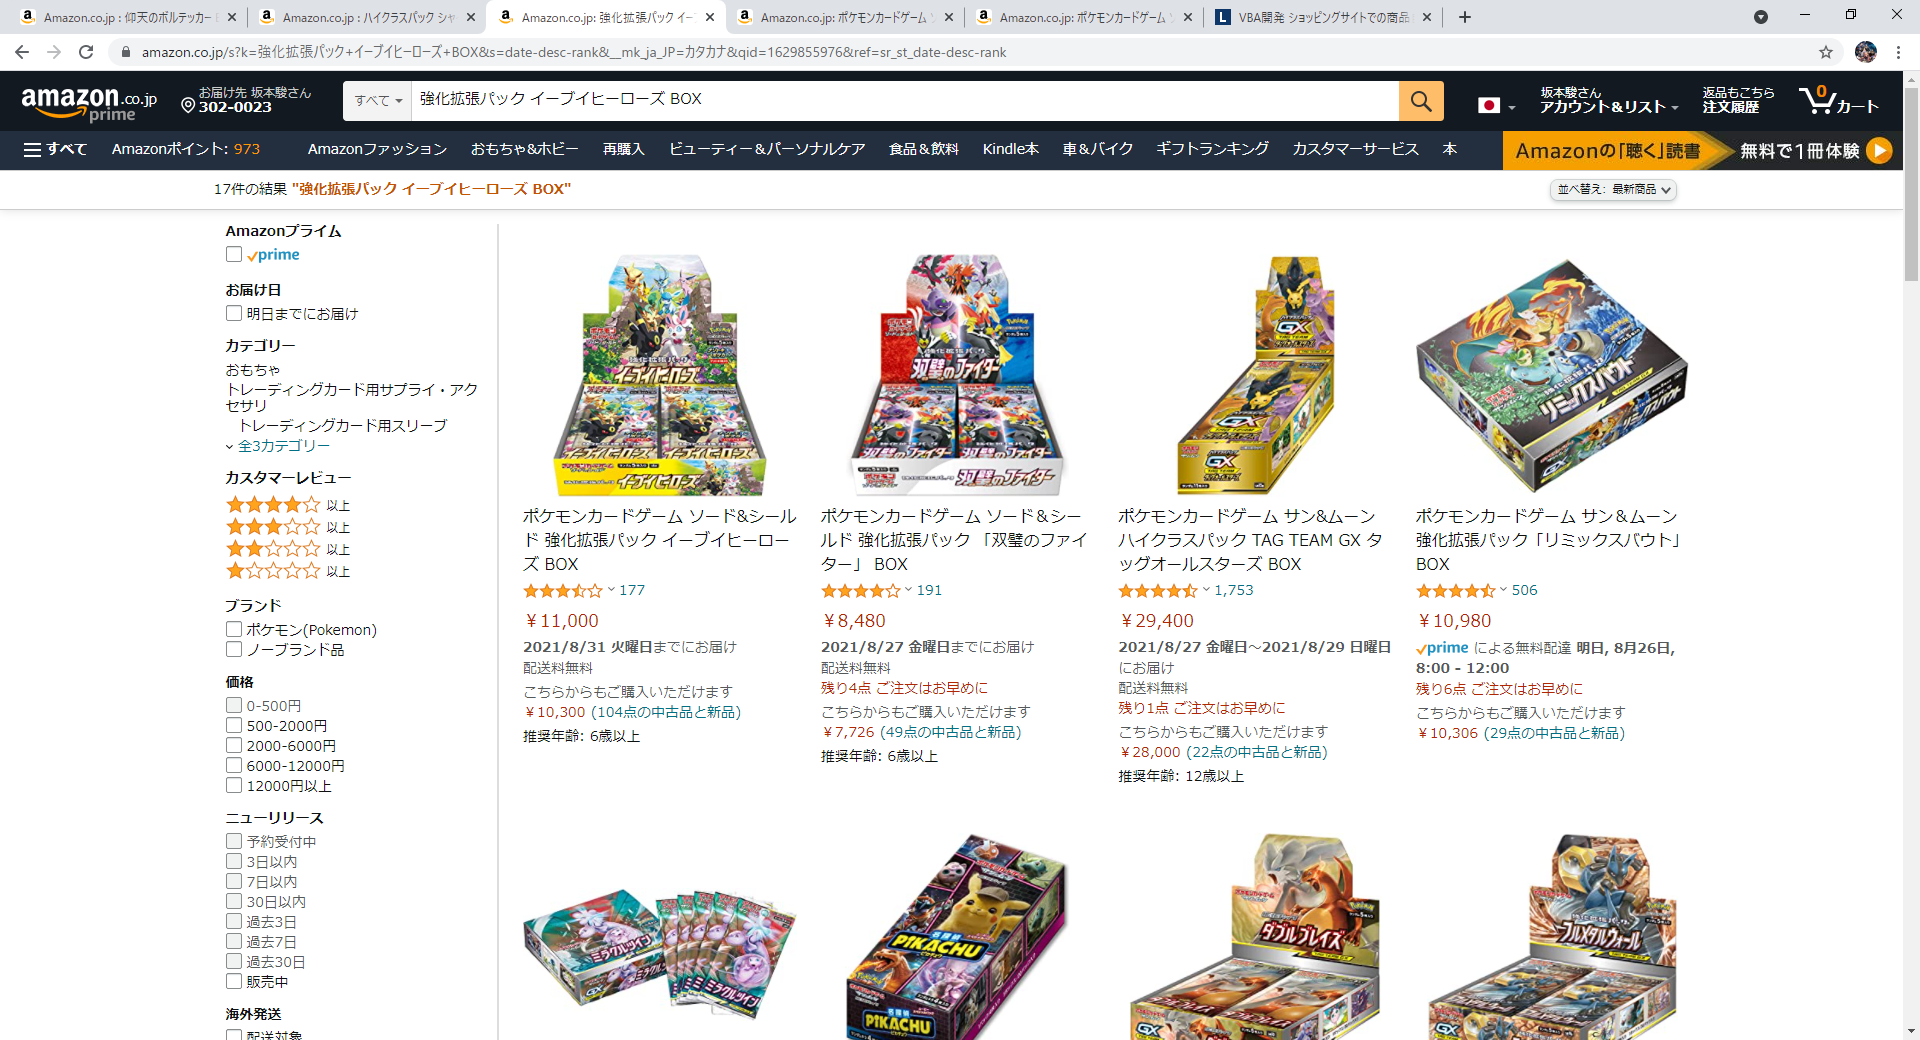 Amazon.co.jp : 仰天のボルテッカー
Amazon.co.jp : ハイクラスパック シャ
Amazon.co.jp: 強化拡張パック イー
Amazon.co.jp: ポケモンカードゲーム
Amazon.co.jp: ポケモンカードゲーム
VBA開発 ショッピングサイトでの商品
amazon.co.jp/s?k=強化拡張パック+イーブイヒーローズ+BOX&s=date-desc-rank&__mk_ja_JP=カタカナ&qid=1629855976&ref=sr_st_date-desc-rank
amazon.co.jp
prime
お届け先 坂本駿さん
302-0023
すべて
強化拡張パック イーブイヒーローズ BOX
坂本駿さん
アカウント＆リスト
返品もこちら
注文履歴
0
カート
すべて
Amazonポイント: 973
Amazonファッション
おもちゃ&ホビー
再購入
ビューティー＆パーソナルケア
食品＆飲料
Kindle本
車＆バイク
ギフトランキング
カスタマーサービス
本
Amazonの「聴く」読書
無料で1冊体験
17件の結果 "強化拡張パック イーブイヒーローズ BOX"
並べ替え: 最新商品
Amazonプライム
prime
お届け日
明日までにお届け
カテゴリー
おもちゃ
トレーディングカード用サプライ・アク
セサリ
トレーディングカード用スリーブ
全3カテゴリー
カスタマーレビュー
以上
以上
以上
以上
ブランド
ポケモン(Pokemon)
ノーブランド品
価格
0-500円
500-2000円
2000-6000円
6000-12000円
12000円以上
ニューリリース
予約受付中
3日以内
7日以内
30日以内
過去3日
過去7日
過去30日
販売中
海外発送
配送対象
イーブイヒーローズ
イーブイヒーローズ
ポケモンカードゲーム ソード&シール
ド 強化拡張パック イーブイヒーロー
ズ BOX
177
￥11,000
2021/8/31 火曜日までにお届け
配送料無料
こちらからもご購入いただけます
￥10,300 (104点の中古品と新品)
推奨年齢: 6歳以上
双璧のファイター
双璧のファイター
ポケモンカードゲーム ソード＆シー
ルド 強化拡張パック 「双璧のファイ
ター」 BOX
191
￥8,480
2021/8/27 金曜日までにお届け
配送料無料
残り4点 ご注文はお早めに
こちらからもご購入いただけます
￥7,726 (49点の中古品と新品)
推奨年齢: 6歳以上
GX
TAG TEAM
GX
ポケモンカードゲーム サン&ムーン
ハイクラスパック TAG TEAM GX タ
ッグオールスターズ BOX
1,753
￥29,400
2021/8/27 金曜日～2021/8/29 日曜日
にお届け
配送料無料
残り1点 ご注文はお早めに
こちらからもご購入いただけます
￥28,000 (22点の中古品と新品)
推奨年齢: 12歳以上
リミックスバウト
GX
ポケモンカードゲーム サン＆ムーン
強化拡張パック「リミックスバウト」
BOX
506
￥10,980
prime による無料配達 明日, 8月26日,
8:00 - 12:00
残り6点 ご注文はお早めに
こちらからもご購入いただけます
￥10,306 (29点の中古品と新品)
ミラクルツイン
GX
ミラクルツイン
名探偵
PIKACHU
名探偵
PIKACHU
ダブルブレイズ
GX
フルメタルウォール
GX